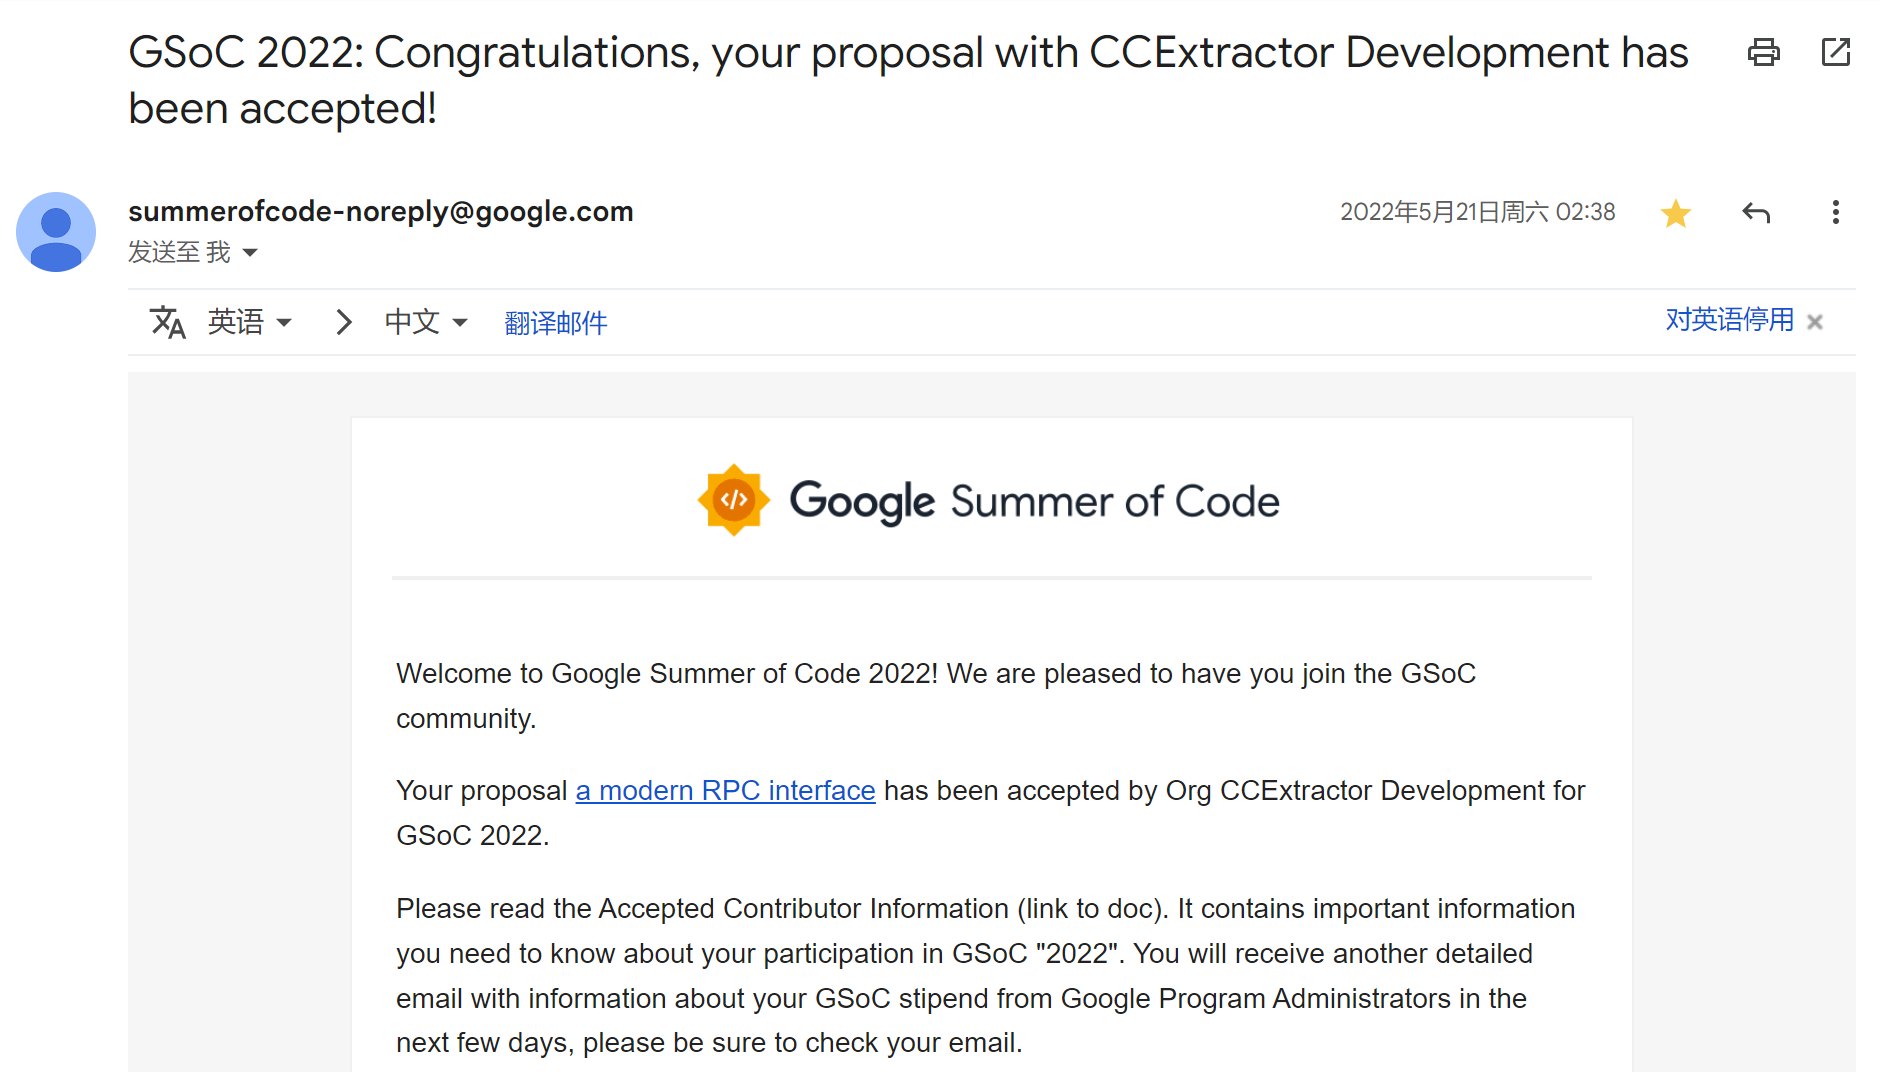 GSoC 2022: Congratulations, your proposal with CCExtractor Development has
been accepted!
summerofcode-noreply@google.com
2022年5月21日周六 02:38
发送至 我
英语
中文
翻译邮件
对英语停用
Google Summer of Code
Welcome to Google Summer of Code 2022! We are pleased to have you join the GSoC
community.
Your proposal a modern RPC interface has been accepted by Org CCExtractor Development for
GSoC 2022.
Please read the Accepted Contributor Information (link to doc). It contains important information
you need to know about your participation in GSoC "2022". You will receive another detailed
email with information about your GSoC stipend from Google Program Administrators in the
next few days, please be sure to check your email.